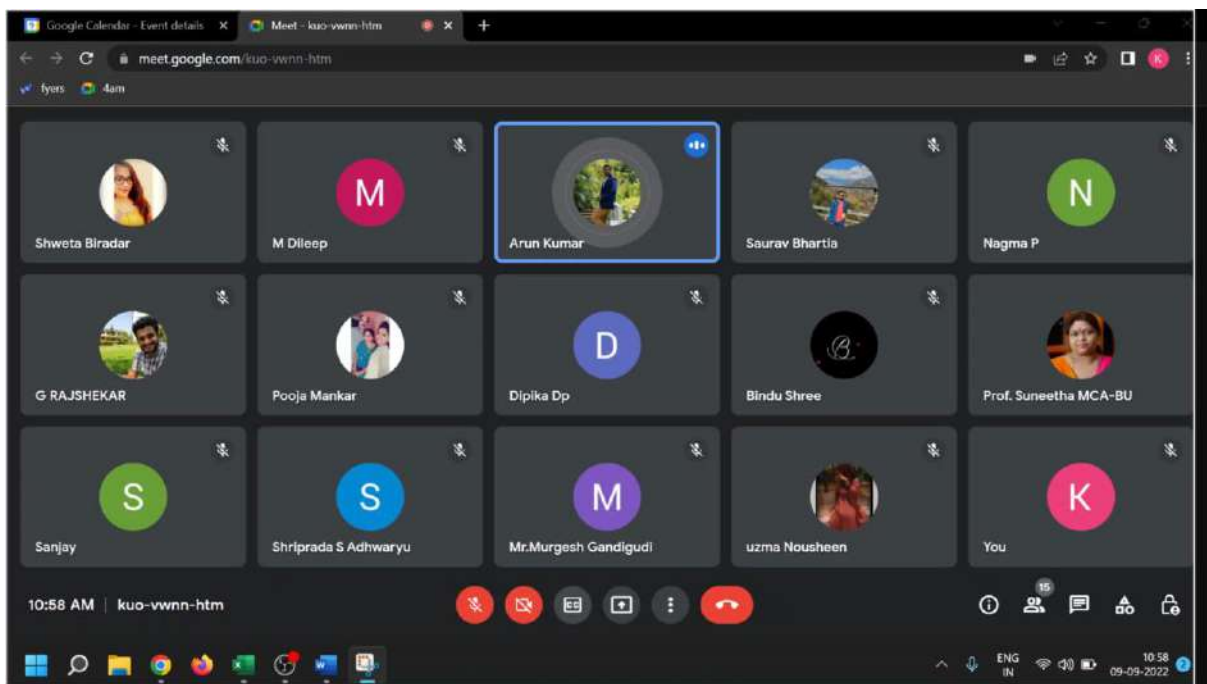 Google Calendar - Event details
Meet - kuo-vwnn-htm
meet.google.com/kuo-vwnn-htm
K
fyers
4am
Shweta Biradar
M
M Dileep
Arun Kumar
Saurav Bhartia
N
Nagma P
G RAJSHEKAR
Pooja Mankar
D
Dipika Dp
B
Bindu Shree
Prof. Suneetha MCA-BU
S
Sanjay
S
Shriprada S Adhwaryu
M
Mr.Murgesh Gandigudi
uzma Nousheen
K
You
10:58 AM | kuo-vwnn-htm
15
ENG
IN
10:58
09-09-2022
2